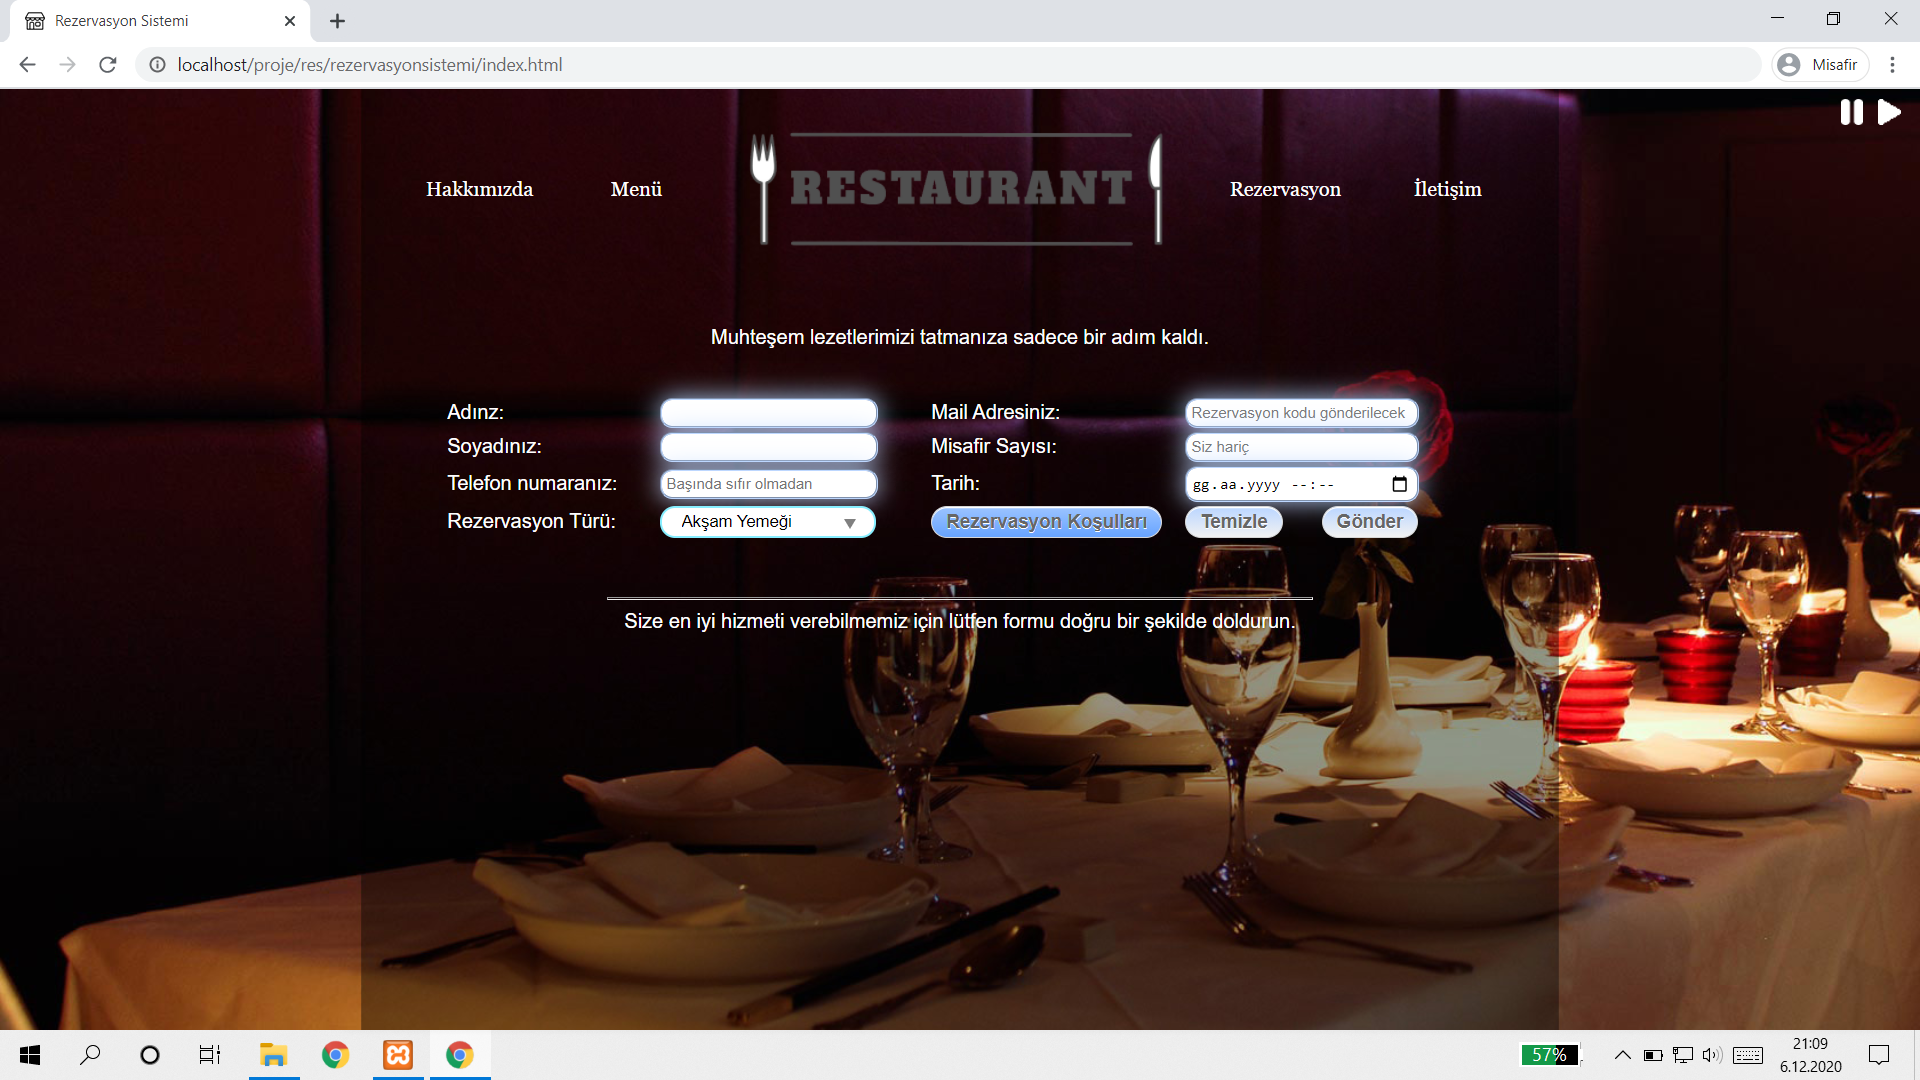 Rezervasyon Sistemi
localhost/proje/res/rezervasyonsistemi/index.html
Misafir
Hakkımızda Menü RESTAURANT Rezervasyon İletişim
Muhteşem lezetlerimizi tatmanıza sadece bir adım kaldı.
Adınz: Mail Adresiniz: Rezervasyon kodu gönderilecek
Soyadınız: Misafir Sayısı: Siz hariç
Telefon numaranız: Başında sıfır olmadan Tarih: gg.aa.yyyy --:--
Rezervasyon Türü: Akşam Yemeği Rezervasyon Koşulları Temizle Gönder
Size en iyi hizmeti verebilmemiz için lütfen formu doğru bir şekilde doldurun.
57%
21:09
6.12.2020